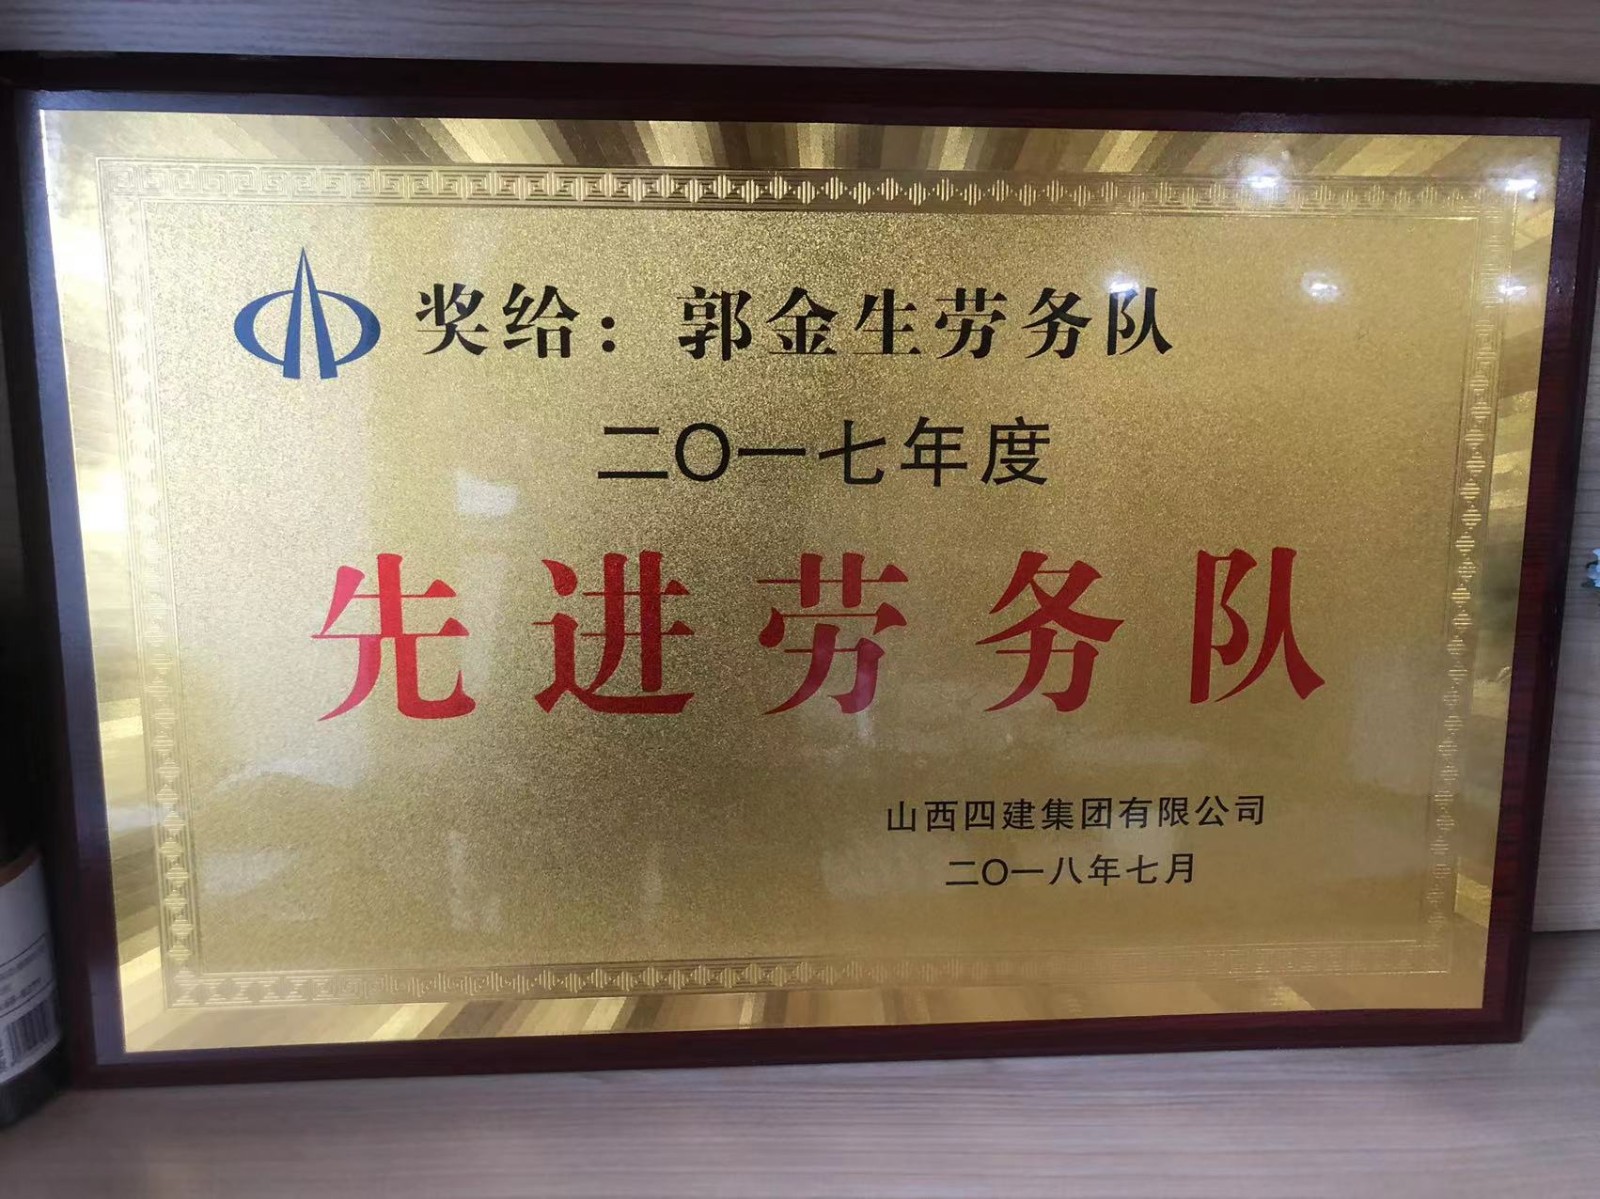 奖给：郭金生劳务队
二〇一七年度
先进劳务队
山西四建集团有限公司
二〇一八年七月